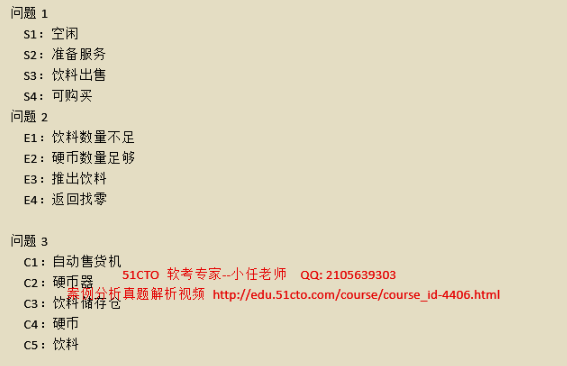 问题 1
S1：空闲
S2：准备服务
S3：饮料出售
S4：可购买
问题 2
E1：饮料数量不足
E2：硬币数量足够
E3：推出饮料
E4：返回找零
问题 3
C1：自动售货机
51CTO 软考专家--小任老师 QQ: 2105639303
C2：硬币器
案例分析真题解析视频 http://edu.51cto.com/course/course_id-4406.html
C3：饮料储存仓
C4：硬币
C5：饮料